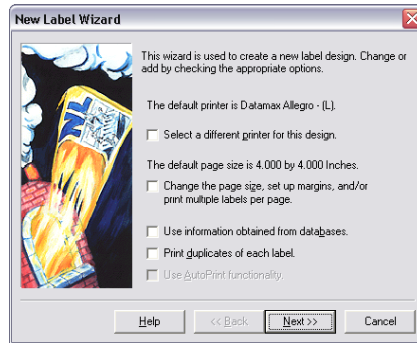 New Label Wizard
This wizard is used to create a new label design. Change or
add by checking the appropriate options.
The default printer is Datamax Allegro - (L).
Select a different printer for this design.
The default page size is 4.000 by 4.000 Inches.
Change the page size, set up margins, and/or
print multiple labels per page.
Use information obtained from databases.
Print duplicates of each label.
Use AutoPrint functionality.
NL
Help
<< Back
Next >>
Cancel